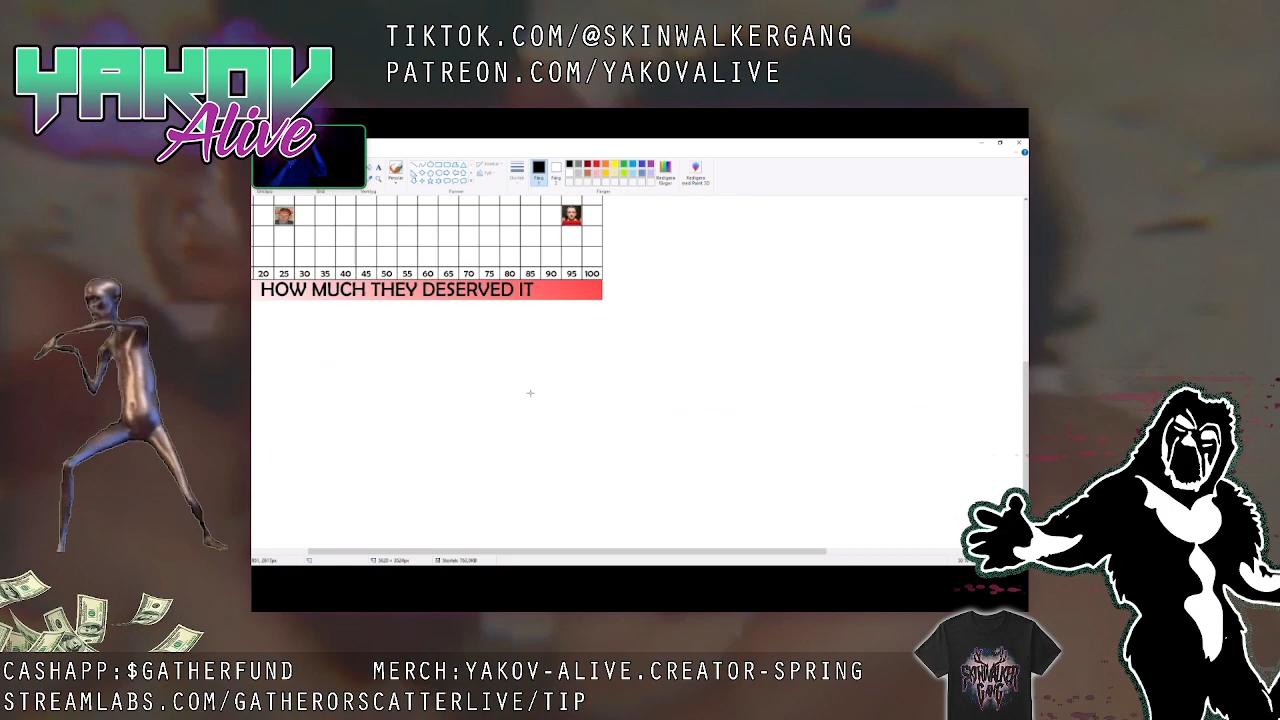 TIKTOK.COM/@SKINWALKERGANG
PATREON.COM/YAKOVALIVE
YAKOV
Alive
20 25 30 35 40 45 50 55 60 65 70 75 80 85 90 95 100
HOW MUCH THEY DESERVED IT
CASHAPP:$GATHERFUND
MERCH:YAKOV-ALIVE.CREATOR-SPRING
STREAMLABS.COM/GATHERORSCATTERLIVE/TIP
SKINWALKER
GANG